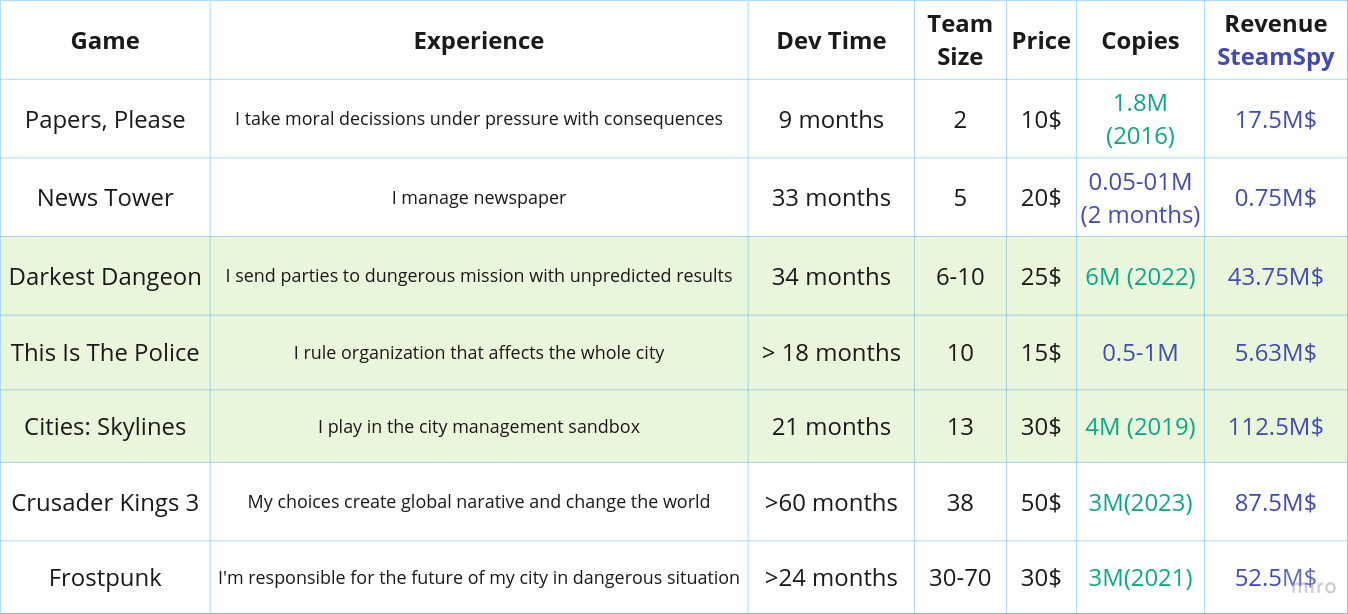 Game Experience Dev Time Team Size Price Copies Revenue SteamSpy
Papers, Please I take moral decissions under pressure with consequences 9 months 2 10$ 1.8M (2016) 17.5M$
News Tower I manage newspaper 33 months 5 20$ 0.05-01M (2 months) 0.75M$
Darkest Dangeon I send parties to dungerous mission with unpredicted results 34 months 6-10 25$ 6M (2022) 43.75M$
This Is The Police I rule organization that affects the whole city > 18 months 10 15$ 0.5-1M 5.63M$
Cities: Skylines I play in the city management sandbox 21 months 13 30$ 4M (2019) 112.5M$
Crusader Kings 3 My choices create global narative and change the world >60 months 38 50$ 3M(2023) 87.5M$
Frostpunk I'm responsible for the future of my city in dangerous situation >24 months 30-70 30$ 3M(2021) 52.5M$
miro